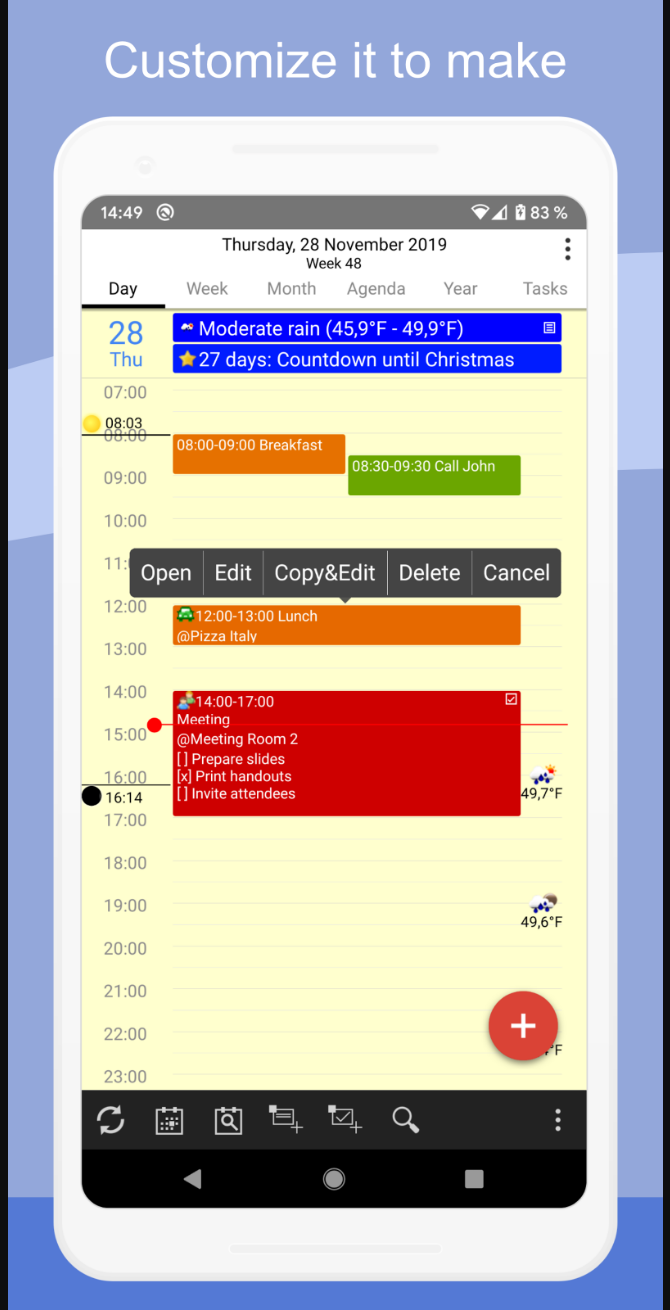 Customize it to make
14:49 83 %
Thursday, 28 November 2019
Week 48
Day Week Month Agenda Year Tasks
28
Thu
Moderate rain (45,9°F - 49,9°F)
27 days: Countdown until Christmas
07:00
08:03
08:00
08:00-09:00 Breakfast
08:30-09:30 Call John
09:00
10:00
11:
Open Edit Copy&Edit Delete Cancel
12:00
12:00-13:00 Lunch
@Pizza Italy
13:00
14:00
14:00-17:00
Meeting
15:00
@Meeting Room 2
[ ] Prepare slides
16:00
[x] Print handouts
49,7°F
16:14
[ ] Invite attendees
17:00
18:00
19:00
49,6°F
20:00
21:00
22:00
°F
23:00